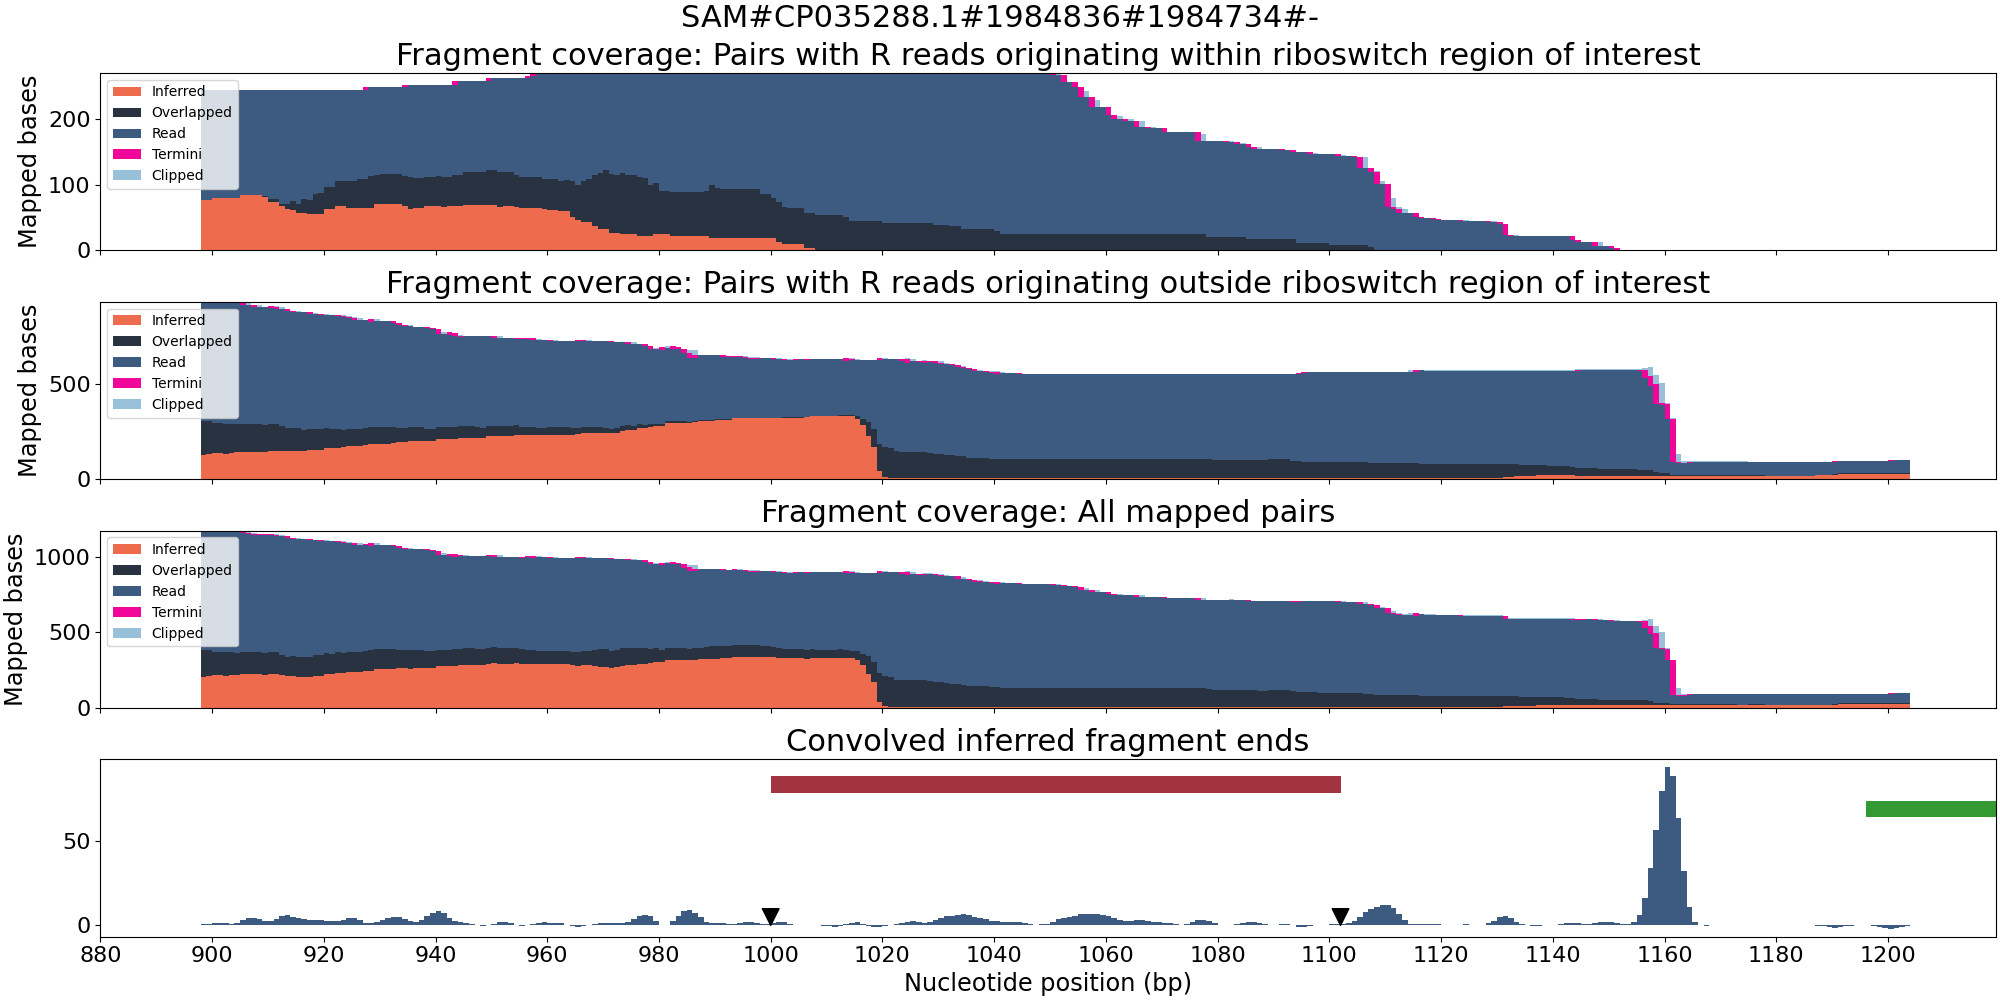 SAM#CP035288.1#1984836#1984734#-
Fragment coverage: Pairs with R reads originating within riboswitch region of interest
Mapped bases
200
100
0
Inferred
Overlapped
Read
Termini
Clipped
Fragment coverage: Pairs with R reads originating outside riboswitch region of interest
Mapped bases
500
0
Inferred
Overlapped
Read
Termini
Clipped
Fragment coverage: All mapped pairs
Mapped bases
1000
500
0
Inferred
Overlapped
Read
Termini
Clipped
Convolved inferred fragment ends
50
0
880 900 920 940 960 980 1000 1020 1040 1060 1080 1100 1120 1140 1160 1180 1200
Nucleotide position (bp)